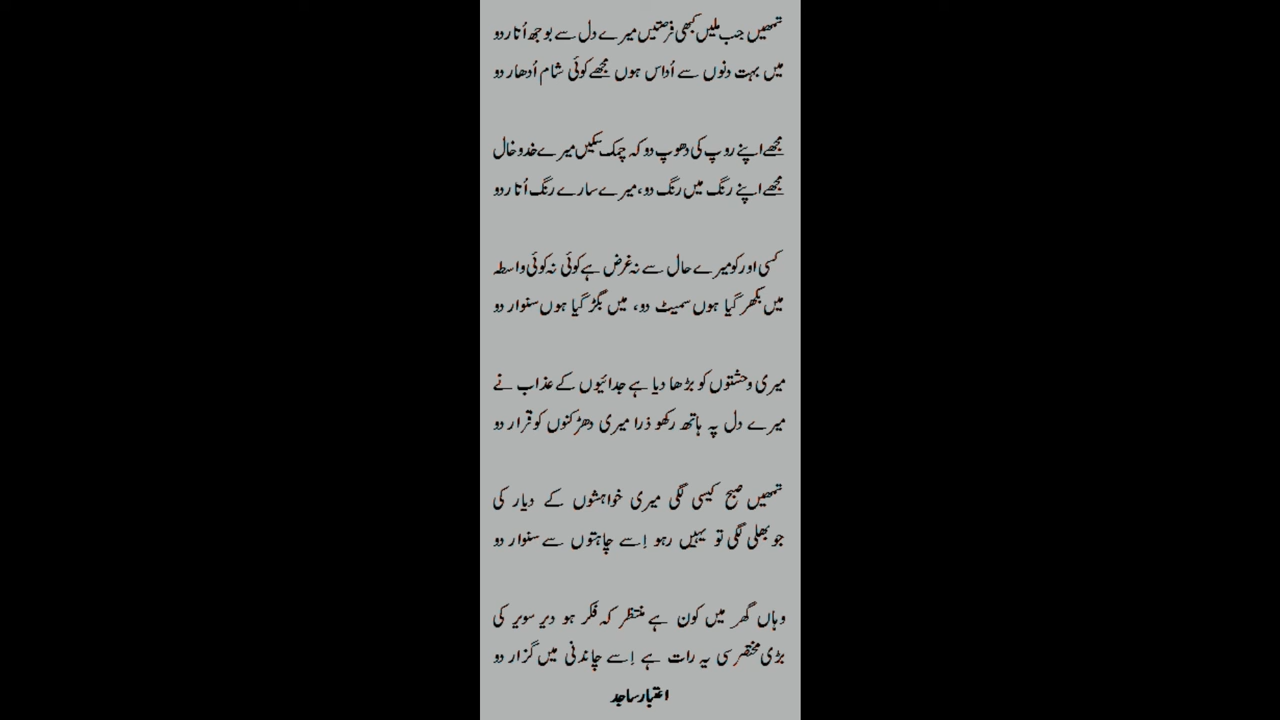 تمھیں جب ملیں کبھی فرصتیں میرے دل سے بوجھ اُتار دو
میں بہت دنوں سے اُداس ہوں مجھے کوئی شام اُدھار دو
مجھے اپنے روپ کی دھوپ دو کہ چمک سکیں میرے خدوخال
مجھے اپنے رنگ میں رنگ دو، میرے سارے رنگ اُتار دو
کسی اور کو میرے حال سے نہ غرض ہے کوئی نہ کوئی واسطہ
میں بکھر گیا ہوں سمیٹ دو، میں بگڑ گیا ہوں سنوار دو
میری وحشتوں کو بڑھا دیا ہے جدائیوں کے عذاب نے
میرے دل پہ ہاتھ رکھو ذرا میری دھڑکنوں کو قرار دو
تمھیں صبح کیسی لگی میری خواہشوں کے دیار کی
جو بھلی لگی تو یہیں رہو اِسے چاہتوں سے سنوار دو
وہاں گھر میں کون ہے منتظر کہ فکر ہو دیر سویر کی
بڑی مختصر سی یہ رات ہے اِسے چاندنی میں گزار دو
اعتبار ساجد